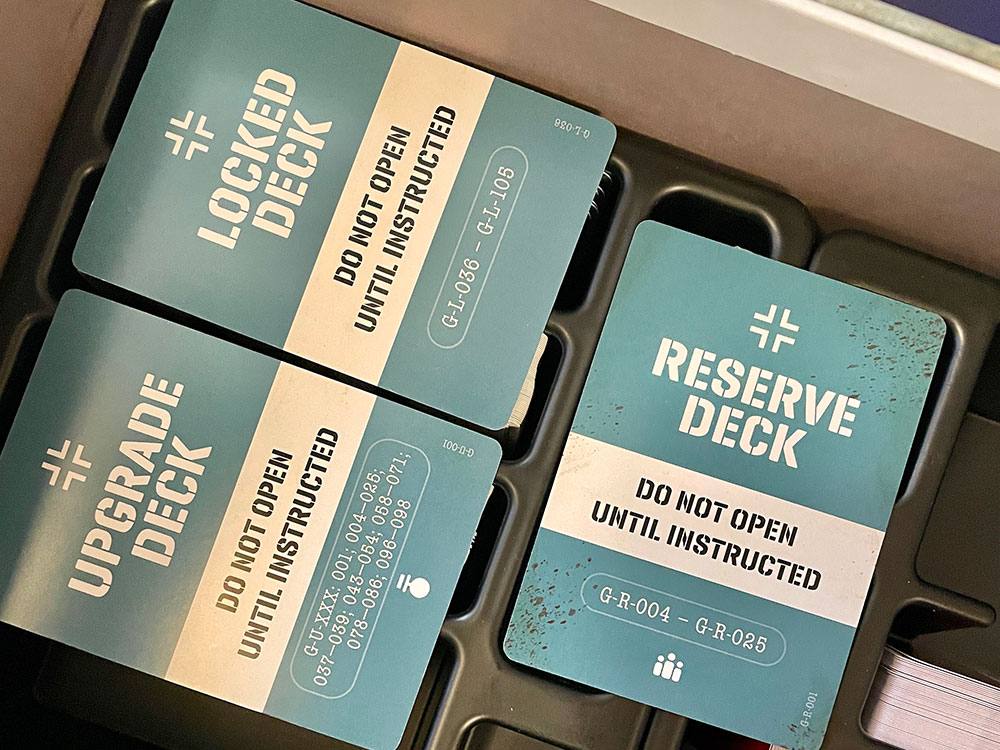 LOCKED
DECK
DO NOT OPEN
UNTIL INSTRUCTED
G-L-036 – G-L-105
G-L-036
UPGRADE
DECK
DO NOT OPEN
UNTIL INSTRUCTED
G-U-XXX: 001; 004-025;
037-039; 043-054; 058-071;
078-086; 096-098
G-U-001
RESERVE
DECK
DO NOT OPEN
UNTIL INSTRUCTED
G-R-004 – G-R-025
G-R-001